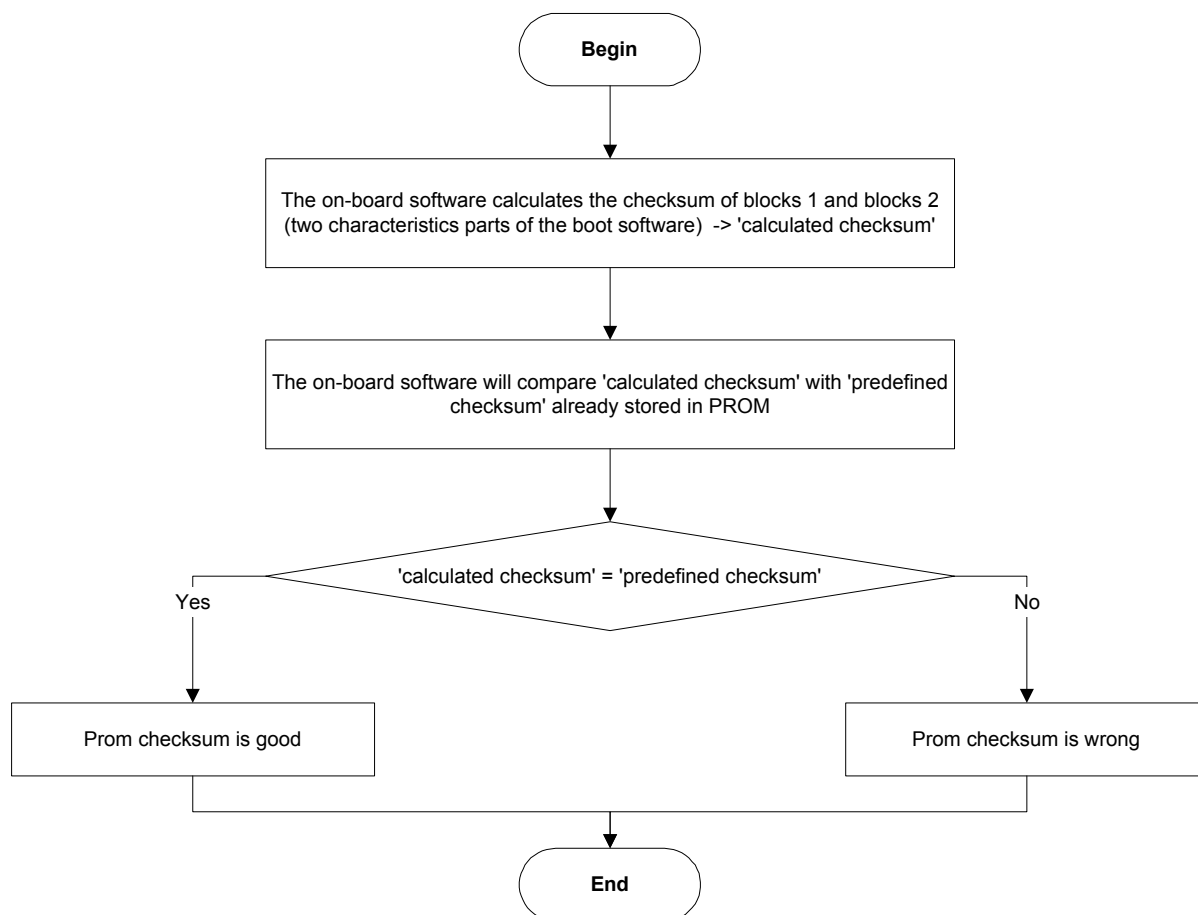 Begin
The on-board software calculates the checksum of blocks 1 and blocks 2
(two characteristics parts of the boot software)  -> 'calculated checksum'
The on-board software will compare 'calculated checksum' with 'predefined
checksum' already stored in PROM
'calculated checksum' = 'predefined checksum'
Yes
No
Prom checksum is good
Prom checksum is wrong
End